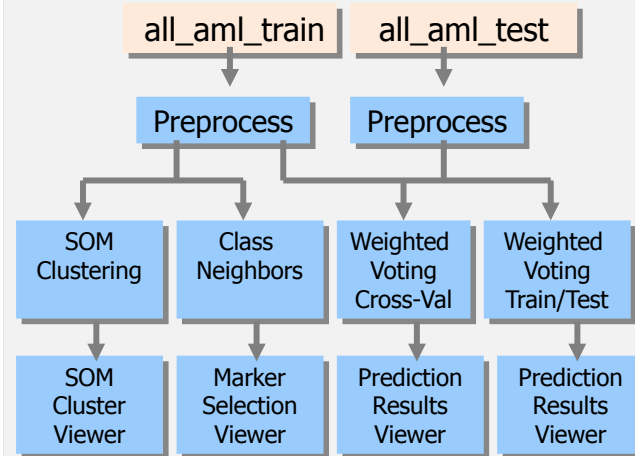 all_aml_train
all_aml_test
Preprocess
Preprocess
SOM
Clustering
Class
Neighbors
Weighted
Voting
Cross-Val
Weighted
Voting
Train/Test
SOM
Cluster
Viewer
Marker
Selection
Viewer
Prediction
Results
Viewer
Prediction
Results
Viewer